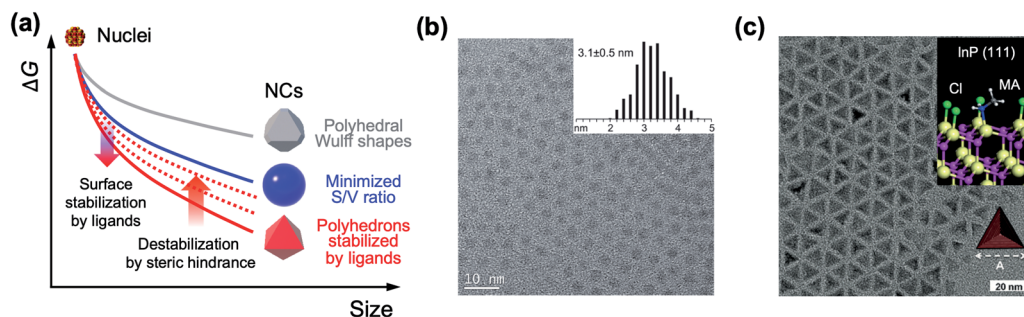 (a)
Nuclei
ΔG
NCs
Polyhedral
Wulff shapes
Minimized
S/V ratio
Polyhedrons
stabilized
by ligands
Surface
stabilization
by ligands
Destabilization
by steric hindrance
Size
(b)
3.1±0.5 nm
nm 2 3 4 5
10 nm
(c)
InP (111)
Cl MA
A
20 nm